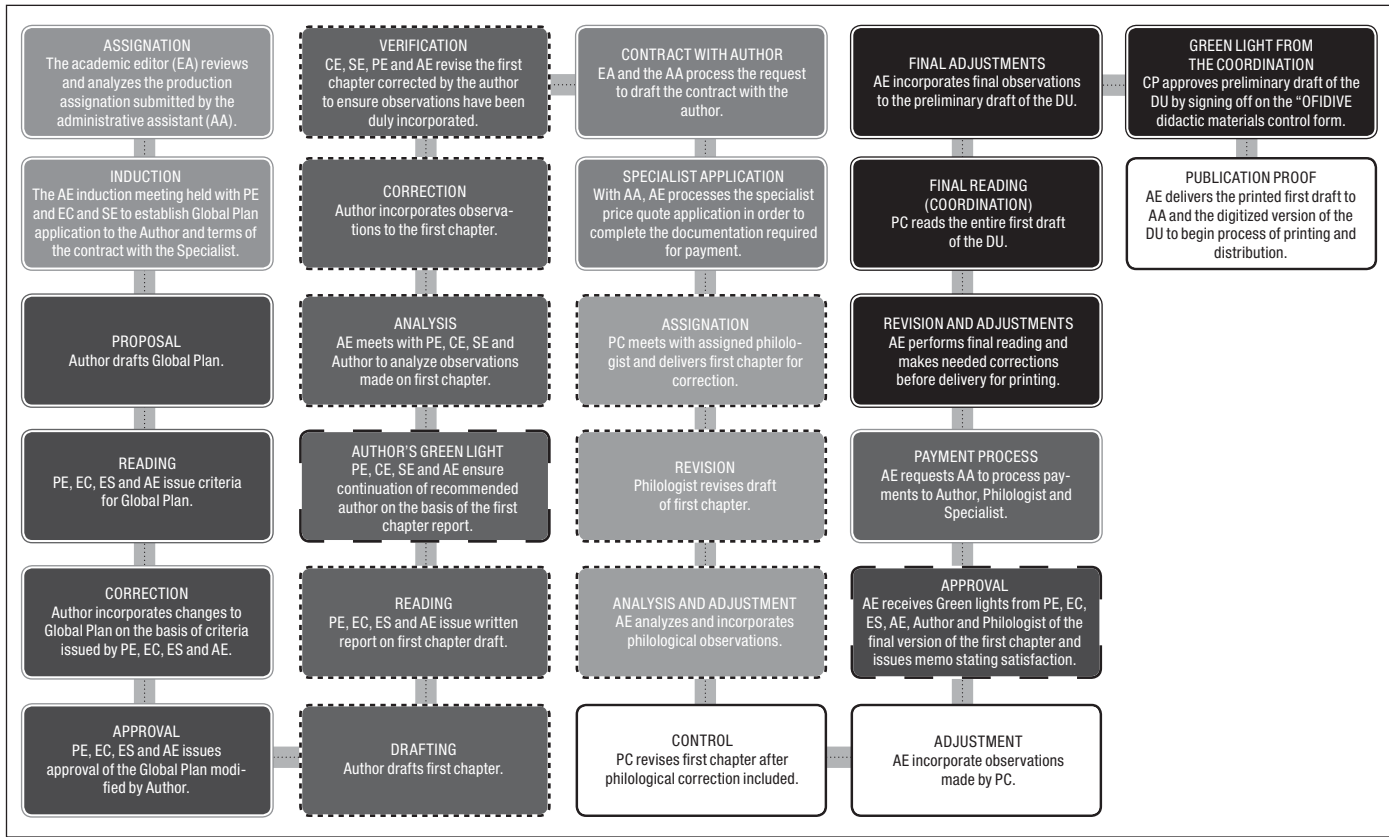 ASSIGNATION
The academic editor (EA) reviews
and analyzes the production
assignation submitted by the
administrative assistant (AA).
INDUCTION
The AE induction meeting held with PE
and EC and SE to establish Global Plan
application to the Author and terms of
the contract with the Specialist.
PROPOSAL
Author drafts Global Plan.
READING
PE, EC, ES and AE issue criteria
for Global Plan.
CORRECTION
Author incorporates changes to
Global Plan on the basis of criteria
issued by PE, EC, ES and AE.
APPROVAL
PE, EC, ES and AE issues
approval of the Global Plan modi-
fied by Author.
VERIFICATION
CE, SE, PE and AE revise the first
chapter corrected by the author
to ensure observations have been
duly incorporated.
CORRECTION
Author incorporates observa-
tions to the first chapter.
ANALYSIS
AE meets with PE, CE, SE and
Author to analyze observations
made on first chapter.
AUTHOR'S GREEN LIGHT
PE, CE, SE and AE ensure
continuation of recommended
author on the basis of the first
chapter report.
READING
PE, EC, ES and AE issue written
report on first chapter draft.
DRAFTING
Author drafts first chapter.
CONTRACT WITH AUTHOR
EA and the AA process the request
to draft the contract with the
author.
SPECIALIST APPLICATION
With AA, AE processes the specialist
price quote application in order to
complete the documentation required
for payment.
ASSIGNATION
PC meets with assigned philolo-
gist and delivers first chapter for
correction.
REVISION
Philologist revises draft
of first chapter.
ANALYSIS AND ADJUSTMENT
AE analyzes and incorporates
philological observations.
CONTROL
PC revises first chapter after
philological correction included.
FINAL ADJUSTMENTS
AE incorporates final observations
to the preliminary draft of the DU.
FINAL READING
(COORDINATION)
PC reads the entire first draft
of the DU.
REVISION AND ADJUSTMENTS
AE performs final reading and
makes needed corrections
before delivery for printing.
PAYMENT PROCESS
AE requests AA to process pay-
ments to Author, Philologist and
Specialist.
APPROVAL
AE receives Green lights from PE, EC,
ES, AE, Author and Philologist of the
final version of the first chapter and
issues memo stating satisfaction.
ADJUSTMENT
AE incorporate observations
made by PC.
GREEN LIGHT FROM
THE COORDINATION
CP approves preliminary draft of the
DU by signing off on the “OFIDIVE
didactic materials control form.
PUBLICATION PROOF
AE delivers the printed first draft to
AA and the digitized version of the
DU to begin process of printing and
distribution.